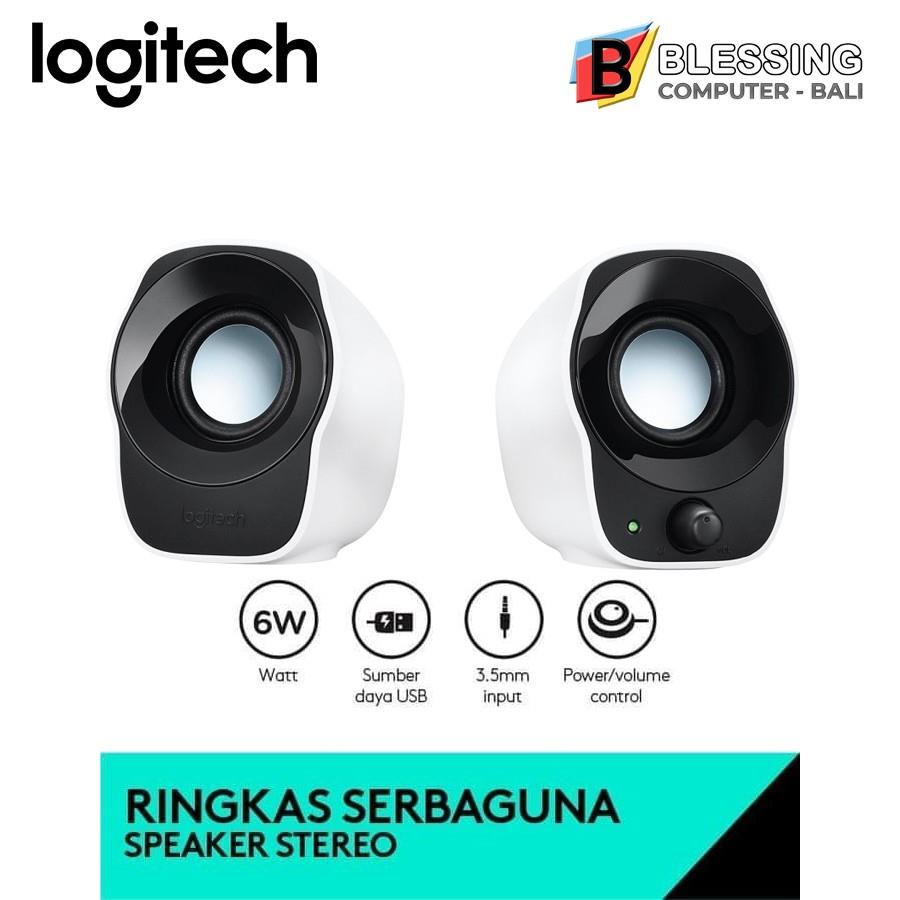 logitech
B BLESSING
COMPUTER - BALI
logitech
6W
Watt
Sumber
daya USB
3.5mm
input
Power/volume
control
RINGKAS SERBAGUNA
SPEAKER STEREO